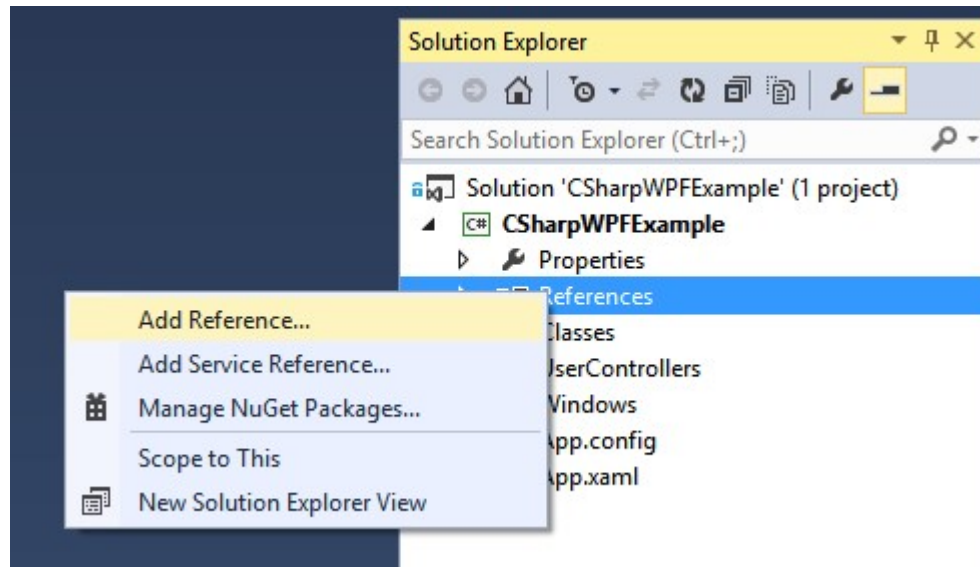 Solution Explorer
Search Solution Explorer (Ctrl+;)
Solution 'CSharpWPFExample' (1 project)
C# CSharpWPFExample
Properties
References
Classes
UserControllers
Windows
App.config
App.xaml
Add Reference...
Add Service Reference...
Manage NuGet Packages...
Scope to This
New Solution Explorer View